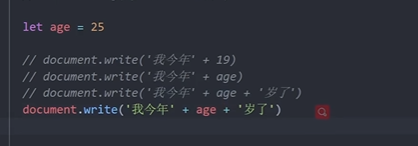 let age = 25
// document.write('我今年' + 19)
// document.write('我今年' + age)
// document.write('我今年' + age + '岁了')
document.write('我今年' + age + '岁了')